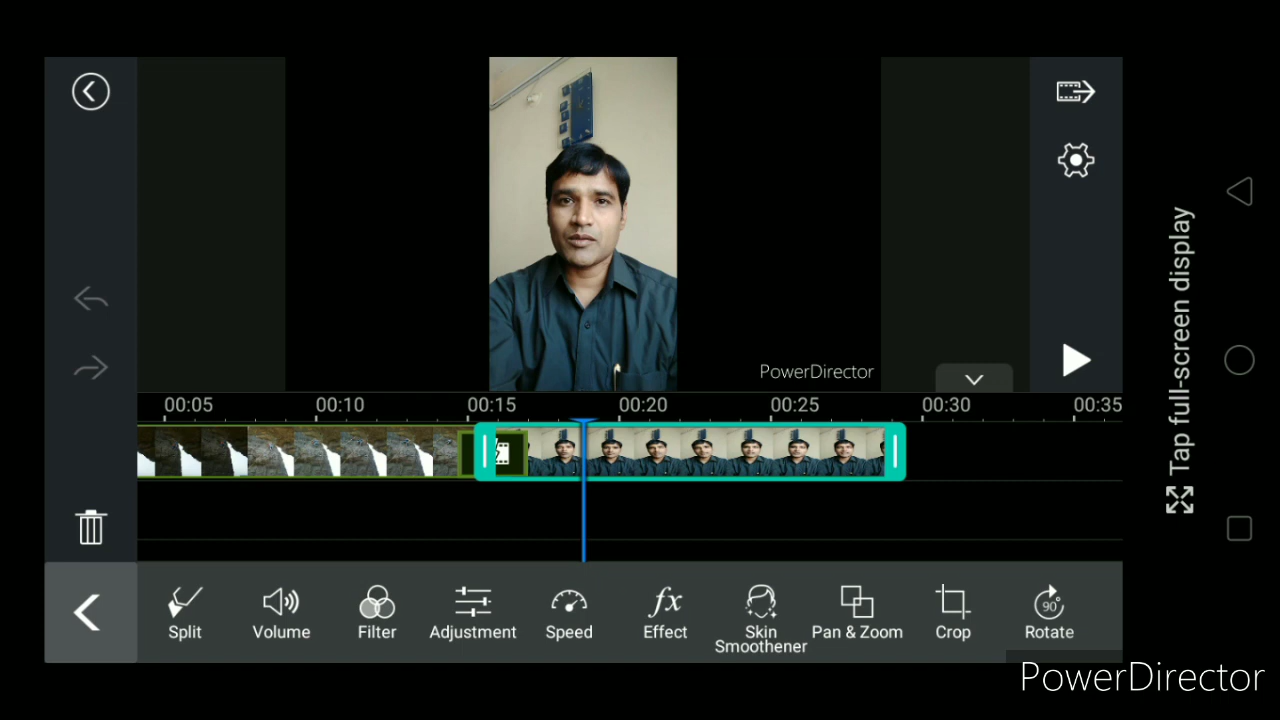 PowerDirector
00:05 00:10 00:15 00:20 00:25 00:30 00:35
Split Volume Filter Adjustment Speed Effect Skin Smoothener Pan & Zoom Crop 90° Rotate
Tap full-screen display
PowerDirector